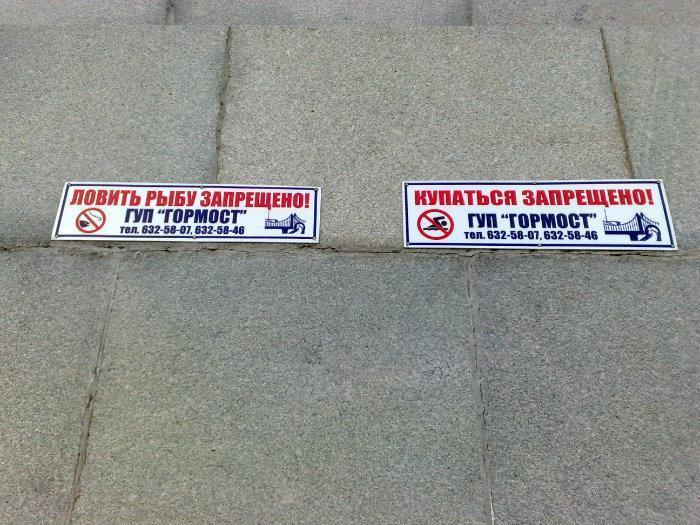 ЛОВИТЬ РЫБУ ЗАПРЕЩЕНО!
ГУП "ГОРМОСТ"
тел. 632-58-07, 632-58-46
КУПАТЬСЯ ЗАПРЕЩЕНО!
ГУП "ГОРМОСТ"
тел. 632-58-07, 632-58-46